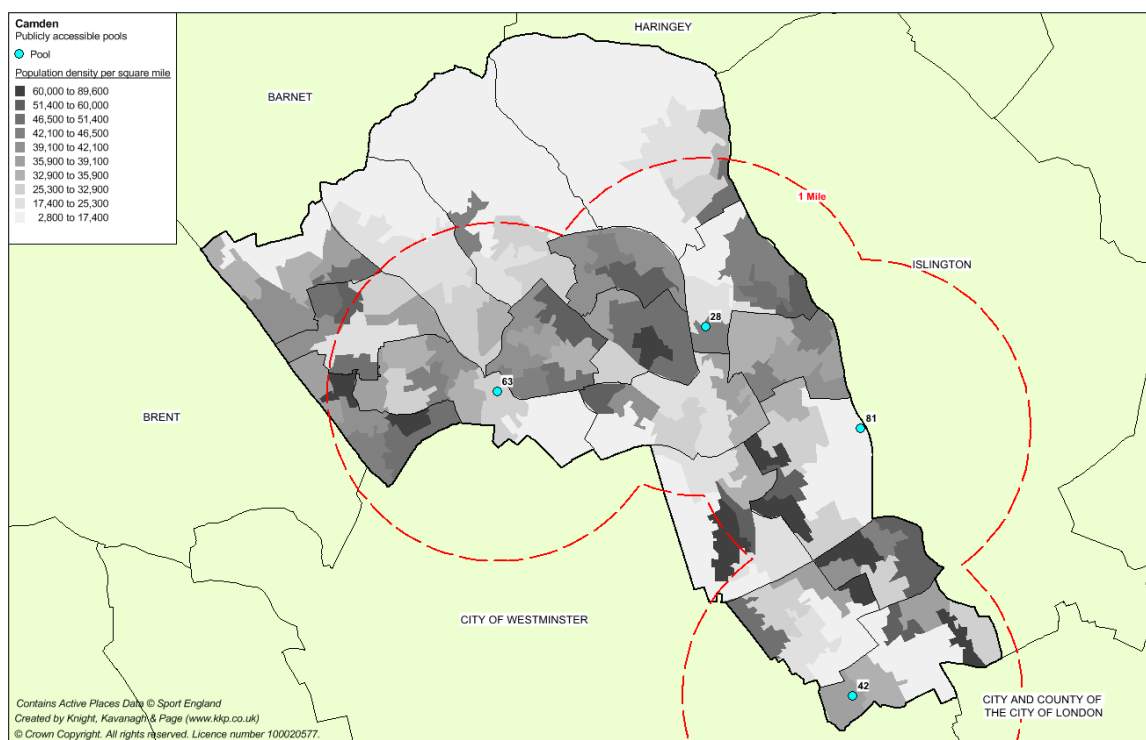 Camden
Publicly accessible pools
Pool
Population density per square mile
60,000 to 89,600
51,400 to 60,000
46,500 to 51,400
42,100 to 46,500
39,100 to 42,100
35,900 to 39,100
32,900 to 35,900
25,300 to 32,900
17,400 to 25,300
2,800 to 17,400
HARINGEY
BARNET
1 Mile
ISLINGTON
28
63
BRENT
81
CITY OF WESTMINSTER
42
CITY AND COUNTY OF
THE CITY OF LONDON
Contains Active Places Data © Sport England
Created by Knight, Kavanagh & Page (www.kkp.co.uk)
© Crown Copyright. All rights reserved. Licence number 100020577.